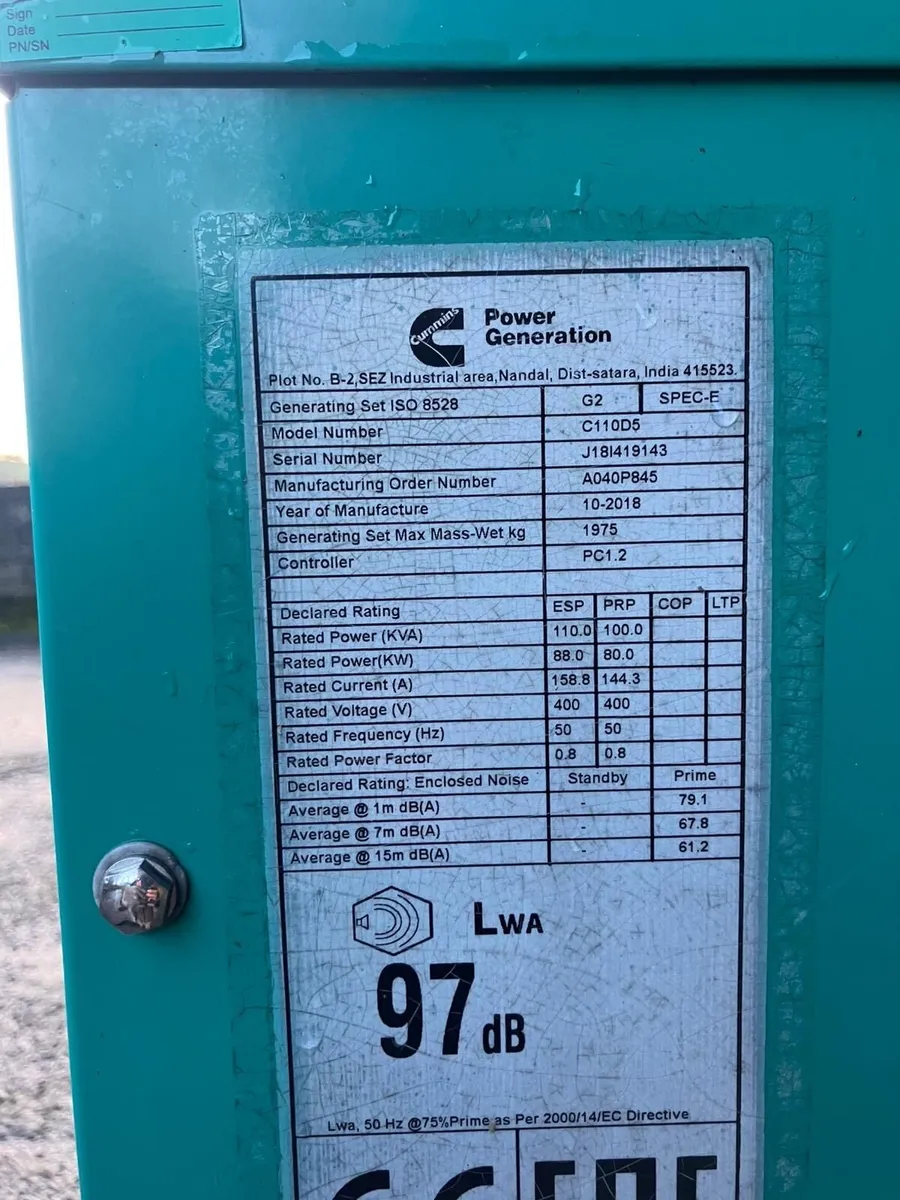 Sign
Date
PN/SN
Cummins
Power
Generation
Plot No. B-2,SEZ Industrial area,Nandal, Dist-satara, India 415523.
Generating Set ISO 8528 G2 SPEC-E
Model Number C110D5
Serial Number J18I419143
Manufacturing Order Number A040P845
Year of Manufacture 10-2018
Generating Set Max Mass-Wet kg 1975
Controller PC1.2
Declared Rating ESP PRP COP LTP
Rated Power (KVA) 110.0 100.0
Rated Power(KW) 88.0 80.0
Rated Current (A) 158.8 144.3
Rated Voltage (V) 400 400
Rated Frequency (Hz) 50 50
Rated Power Factor 0.8 0.8
Declared Rating: Enclosed Noise Standby Prime
Average @ 1m dB(A) - 79.1
Average @ 7m dB(A) - 67.8
Average @ 15m dB(A) - 61.2
LWA
97 dB
Lwa, 50 Hz @75%Prime as Per 2000/14/EC Directive